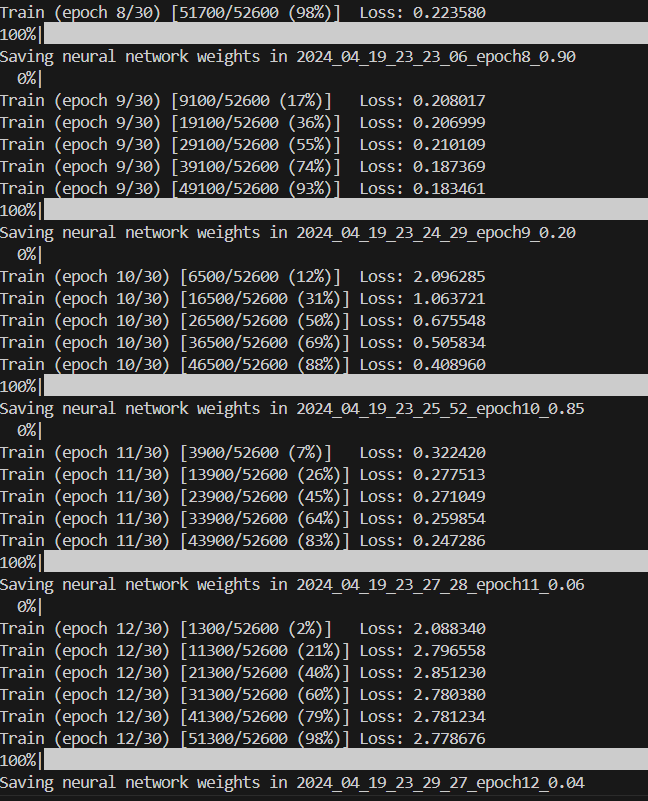 Train (epoch 8/30) [51700/52600 (98%)] Loss: 0.223580
100%|
Saving neural network weights in 2024_04_19_23_23_06_epoch8_0.90
0%|
Train (epoch 9/30) [9100/52600 (17%)] Loss: 0.208017
Train (epoch 9/30) [19100/52600 (36%)] Loss: 0.206999
Train (epoch 9/30) [29100/52600 (55%)] Loss: 0.210109
Train (epoch 9/30) [39100/52600 (74%)] Loss: 0.187369
Train (epoch 9/30) [49100/52600 (93%)] Loss: 0.183461
100%|
Saving neural network weights in 2024_04_19_23_24_29_epoch9_0.20
0%|
Train (epoch 10/30) [6500/52600 (12%)] Loss: 2.096285
Train (epoch 10/30) [16500/52600 (31%)] Loss: 1.063721
Train (epoch 10/30) [26500/52600 (50%)] Loss: 0.675548
Train (epoch 10/30) [36500/52600 (69%)] Loss: 0.505834
Train (epoch 10/30) [46500/52600 (88%)] Loss: 0.408960
100%|
Saving neural network weights in 2024_04_19_23_25_52_epoch10_0.85
0%|
Train (epoch 11/30) [3900/52600 (7%)] Loss: 0.322420
Train (epoch 11/30) [13900/52600 (26%)] Loss: 0.277513
Train (epoch 11/30) [23900/52600 (45%)] Loss: 0.271049
Train (epoch 11/30) [33900/52600 (64%)] Loss: 0.259854
Train (epoch 11/30) [43900/52600 (83%)] Loss: 0.247286
100%|
Saving neural network weights in 2024_04_19_23_27_28_epoch11_0.06
0%|
Train (epoch 12/30) [1300/52600 (2%)] Loss: 2.088340
Train (epoch 12/30) [11300/52600 (21%)] Loss: 2.796558
Train (epoch 12/30) [21300/52600 (40%)] Loss: 2.851230
Train (epoch 12/30) [31300/52600 (60%)] Loss: 2.780380
Train (epoch 12/30) [41300/52600 (79%)] Loss: 2.781234
Train (epoch 12/30) [51300/52600 (98%)] Loss: 2.778676
100%|
Saving neural network weights in 2024_04_19_23_29_27_epoch12_0.04